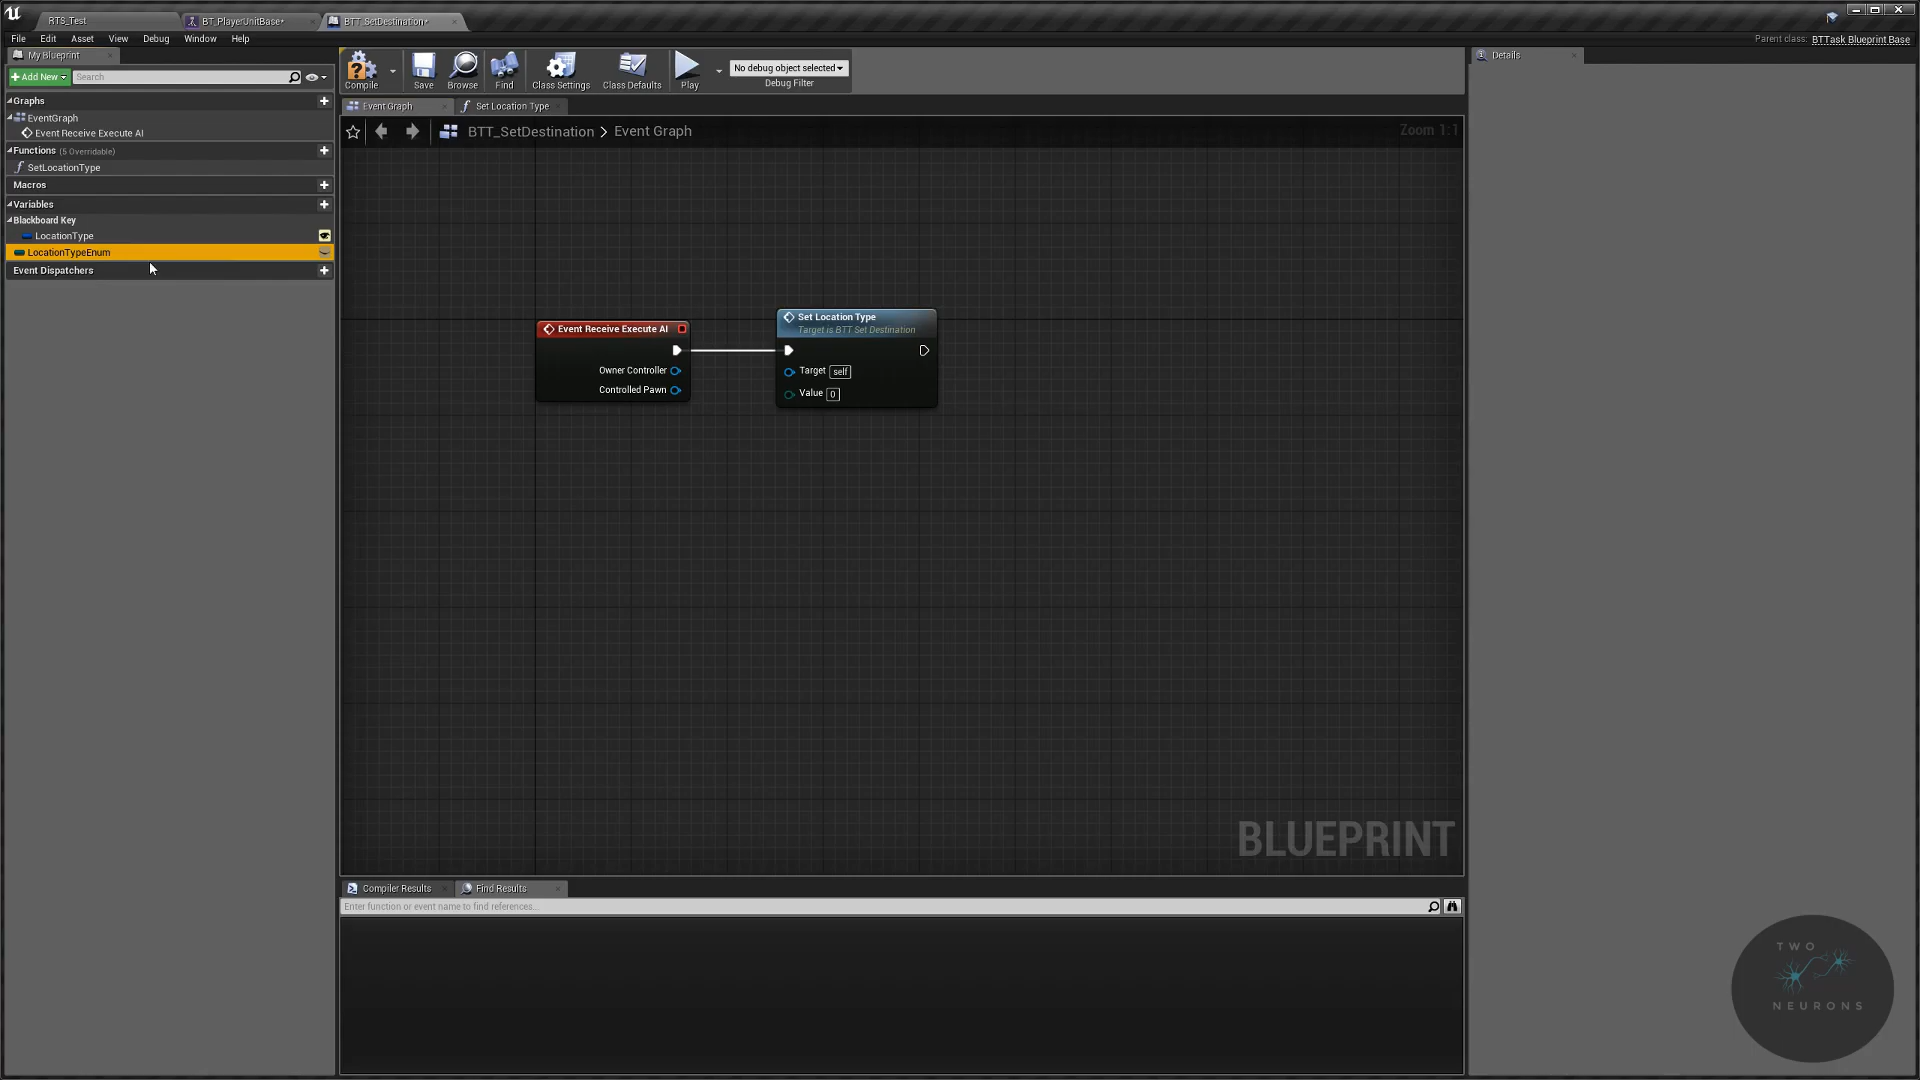 RTS_Test
BT_PlayerUnitBase*
BTT_SetDestination*
File Edit Asset View Debug Window Help
Parent class: BTTask Blueprint Base
My Blueprint
Add New
Search
Graphs
EventGraph
Event Receive Execute AI
Functions (5 Overridable)
SetLocationType
Macros
Variables
Blackboard Key
LocationType
LocationTypeEnum
Event Dispatchers
Compile
Save
Browse
Find
Class Settings
Class Defaults
Play
No debug object selected
Debug Filter
Event Graph
Set Location Type
BTT_SetDestination > Event Graph
Zoom 1:1
Event Receive Execute AI
Owner Controller
Controlled Pawn
Set Location Type
Target is BTT Set Destination
Target self
Value 0
BLUEPRINT
Compiler Results
Find Results
Enter function or event name to find references...
Details
TWO
NEURONS